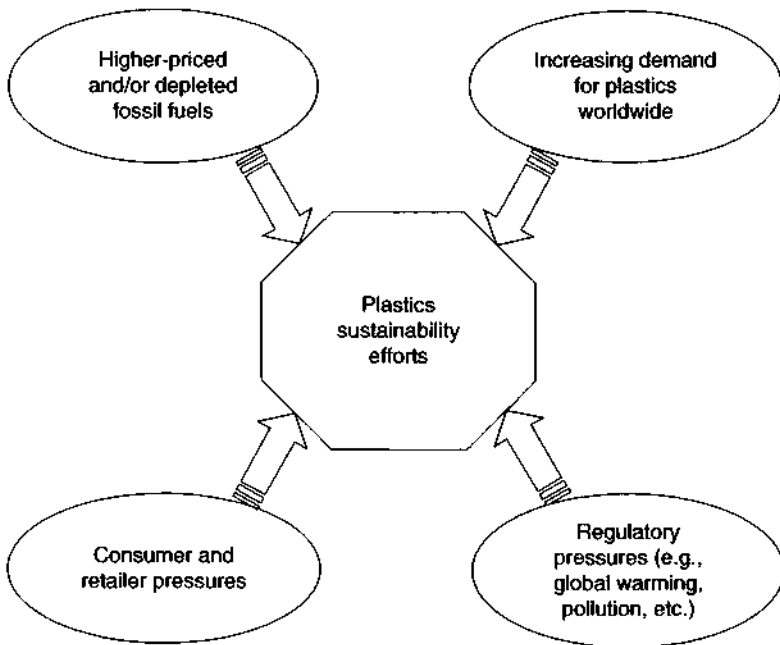 Higher-priced
and/or depleted
fossil fuels
Increasing demand
for plastics
worldwide
Plastics
sustainability
efforts
Consumer and
retailer pressures
Regulatory
pressures (e.g.,
global warming,
pollution, etc.)